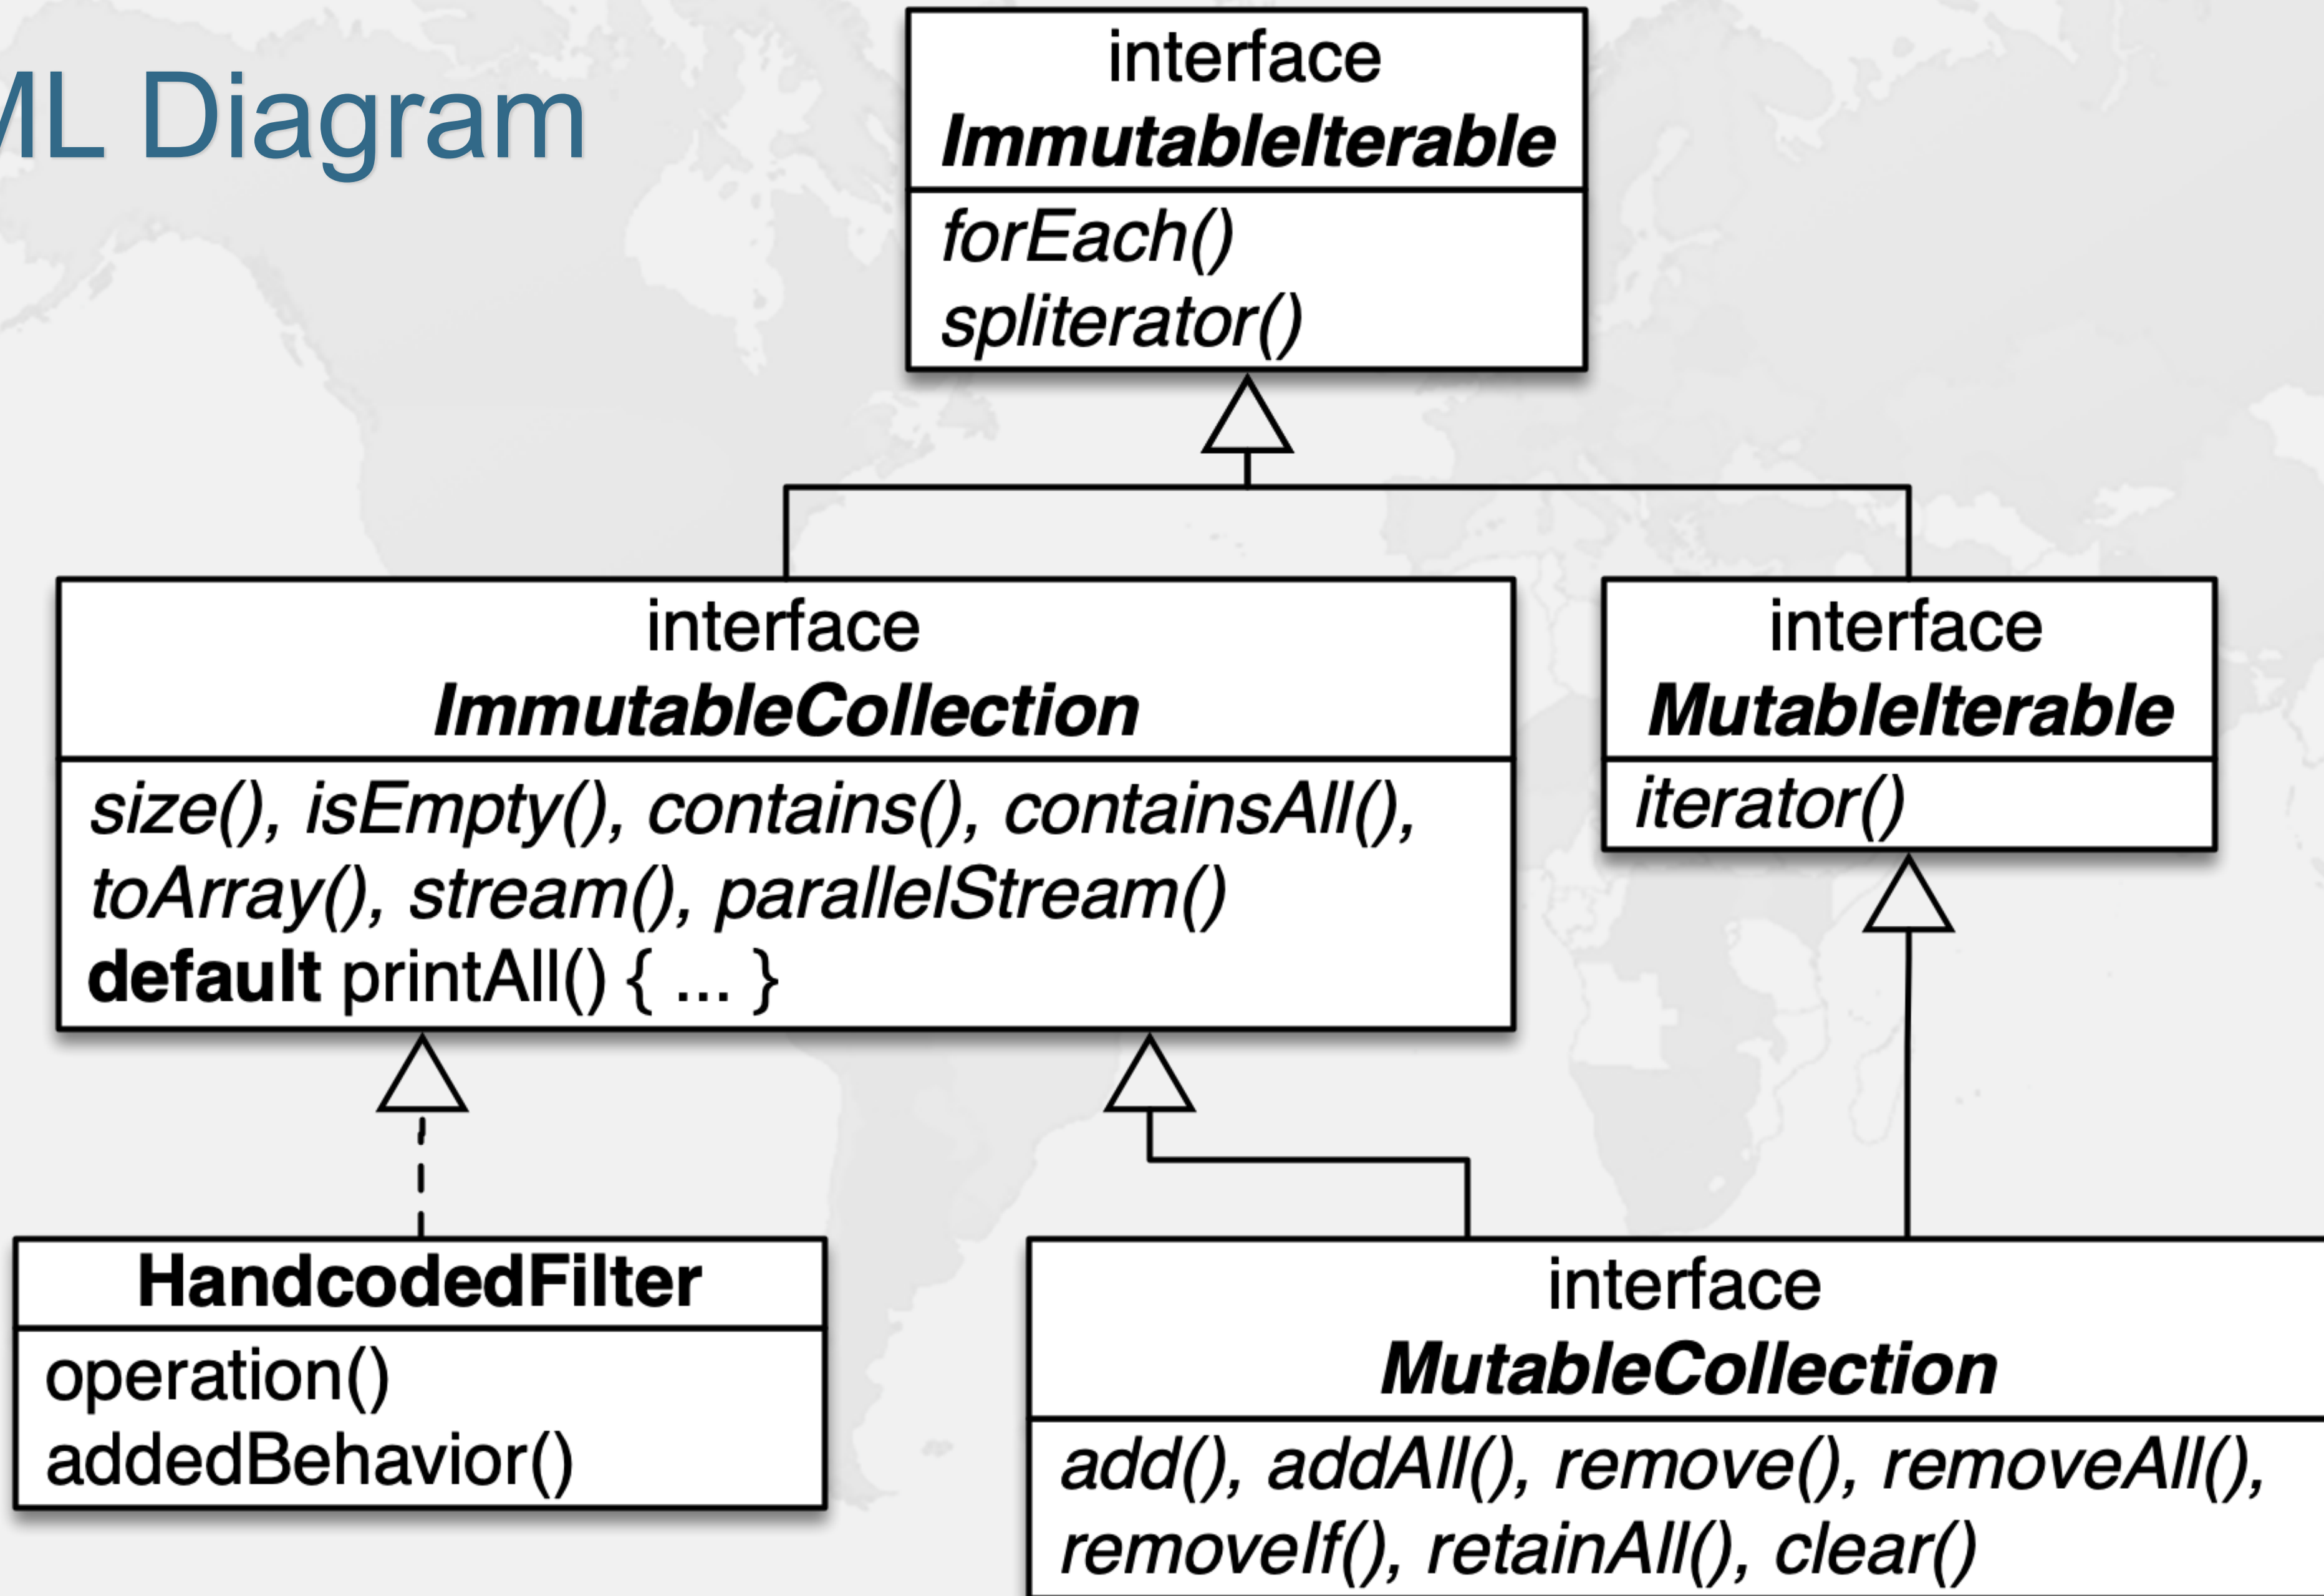 ML Diagram
interface
ImmutableIterable
forEach()
spliterator()
interface
ImmutableCollection
size(), isEmpty(), contains(), containsAll(),
toArray(), stream(), parallelStream()
default printAll() { ... }
interface
MutableIterable
iterator()
HandcodedFilter
operation()
addedBehavior()
interface
MutableCollection
add(), addAll(), remove(), removeAll(),
removeIf(), retainAll(), clear()